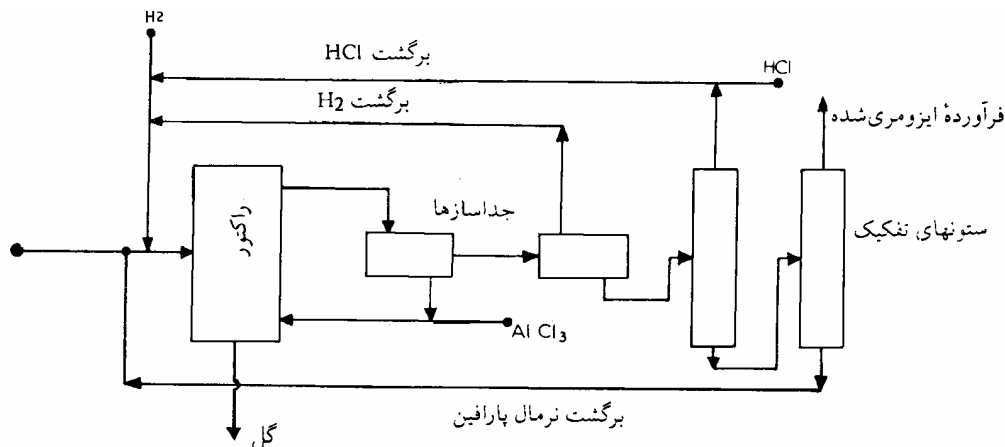 H2
برگشت HCl
HCl
برگشت H2
فرآوردهٔ ایزومری‌شده
راکتور
جداسازها
ستونهای تفکیک
Al Cl3
برگشت نرمال پارافین
گل